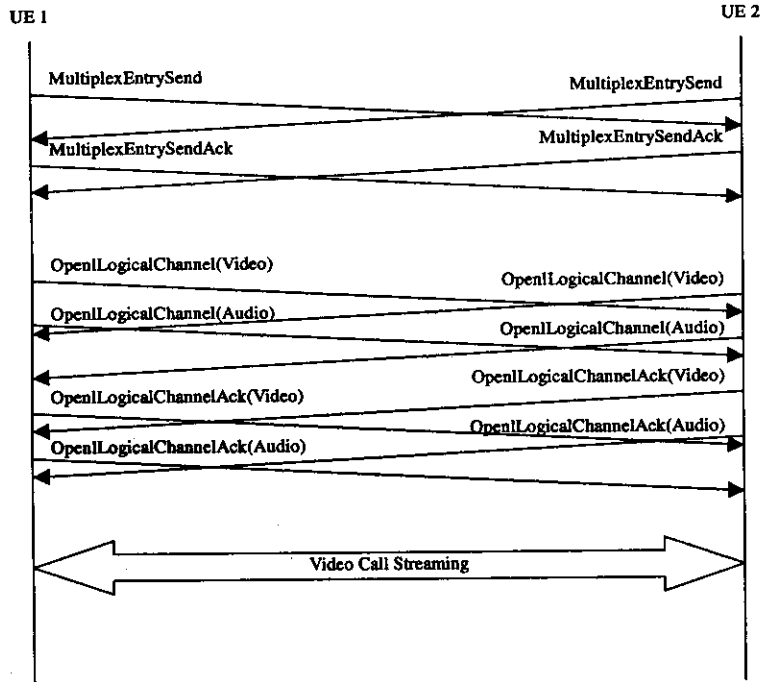 UE 1
UE 2
MultiplexEntrySend
MultiplexEntrySend
MultiplexEntrySendAck
MultiplexEntrySendAck
OpenlLogicalChannel(Video)
OpenlLogicalChannel(Video)
OpenlLogicalChannel(Audio)
OpenlLogicalChannel(Audio)
OpenlLogicalChannelAck(Video)
OpenlLogicalChannelAck(Video)
OpenlLogicalChannelAck(Audio)
OpenlLogicalChannelAck(Audio)
Video Call Streaming